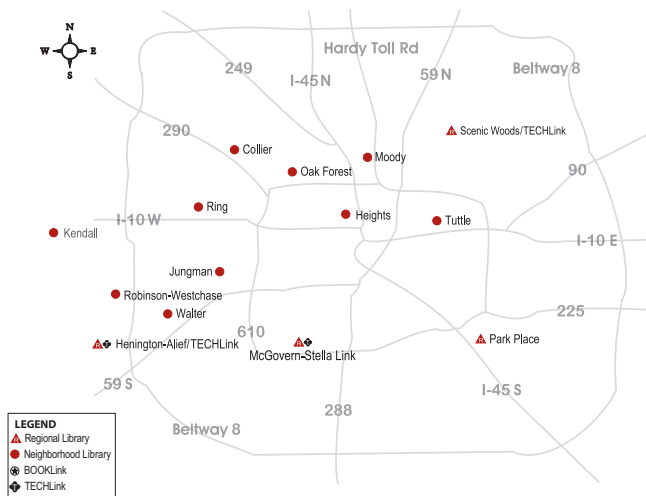 N
W E
S
Hardy Toll Rd
249
I-45 N
59 N
Beltway 8
290
Scenic Woods/TECHLink
Collier
Moody
Oak Forest
90
Ring
Heights
Tuttle
I-10 W
Kendall
I-10 E
Jungman
Robinson-Westchase
Walter
225
610
Henington-Alief/TECHLink
McGovern-Stella Link
Park Place
59 S
I-45 S
288
Beltway 8
LEGEND
R Regional Library
Neighborhood Library
BOOKLink
T TECHLink